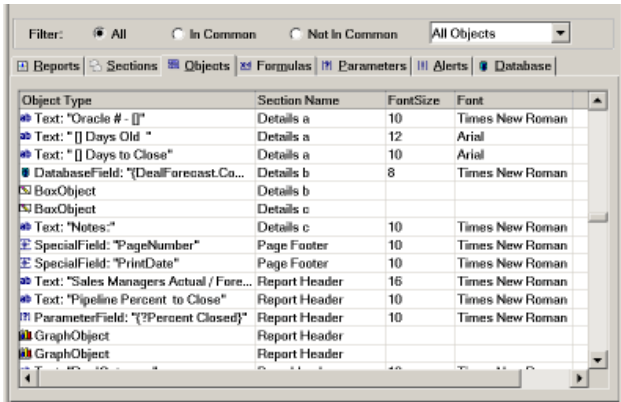 Filter: All In Common Not In Common All Objects
Reports Sections Objects Formulas Parameters Alerts Database
Object Type Section Name FontSize Font
Text: "Oracle # - []" Details a 10 Times New Roman
Text: " [] Days Old " Details a 12 Arial
Text: " [] Days to Close" Details a 10 Arial
DatabaseField: "{DealForecast.Co... Details b 8 Times New Roman
BoxObject Details b
BoxObject Details c
Text: "Notes:" Details c 10 Times New Roman
SpecialField: "PageNumber" Page Footer 10 Times New Roman
SpecialField: "PrintDate" Page Footer 10 Times New Roman
Text: "Sales Managers Actual / Fore... Report Header 16 Times New Roman
Text: "Pipeline Percent to Close" Report Header 10 Times New Roman
ParameterField: "{?Percent Closed}" Report Header 10 Times New Roman
GraphObject Report Header
GraphObject Report Header